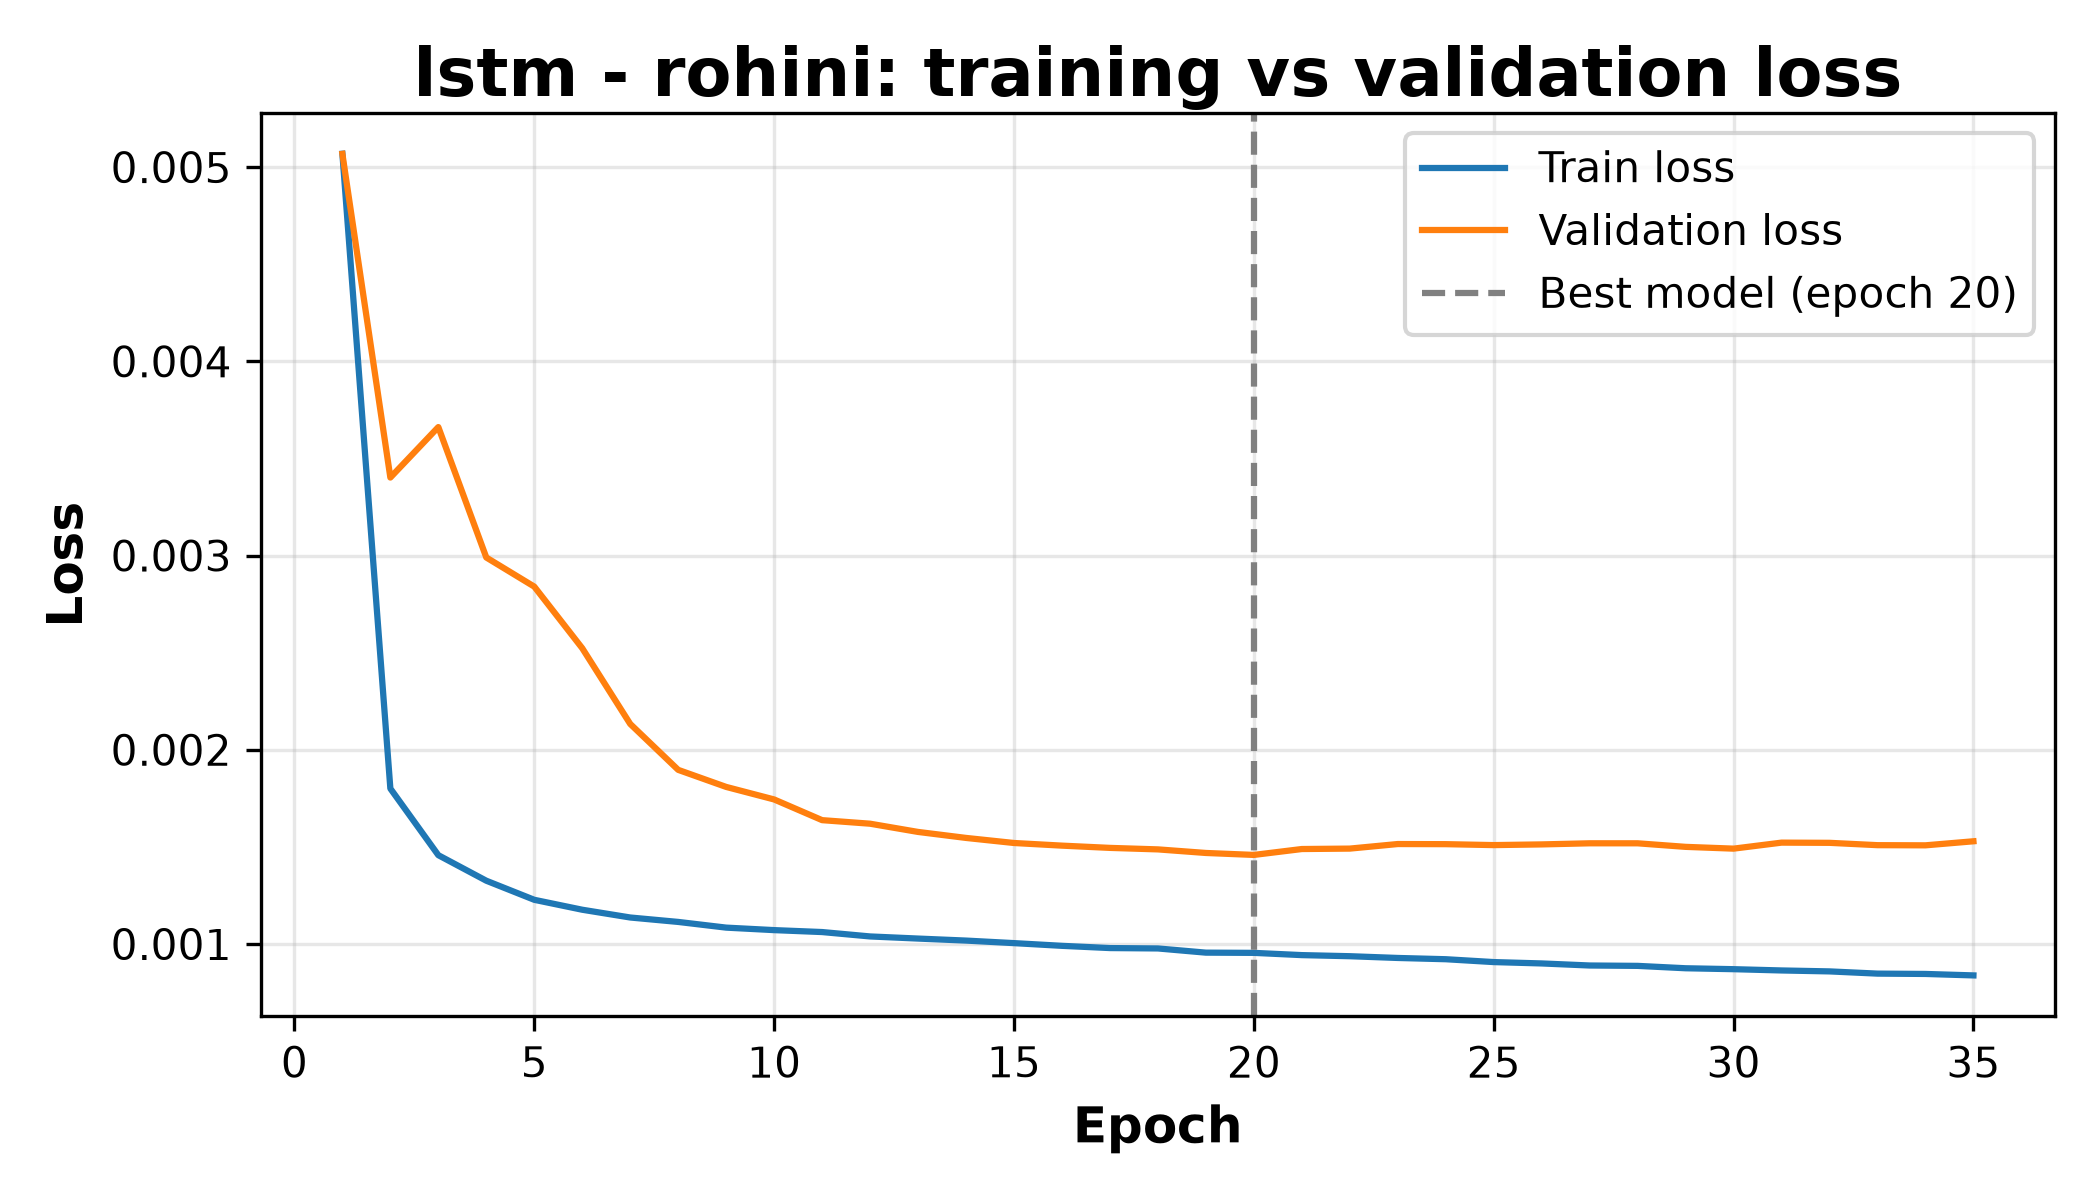 lstm - rohini: training vs validation loss
Train loss
Validation loss
Best model (epoch 20)
Loss
0.005
0.004
0.003
0.002
0.001
0 5 10 15 20 25 30 35
Epoch